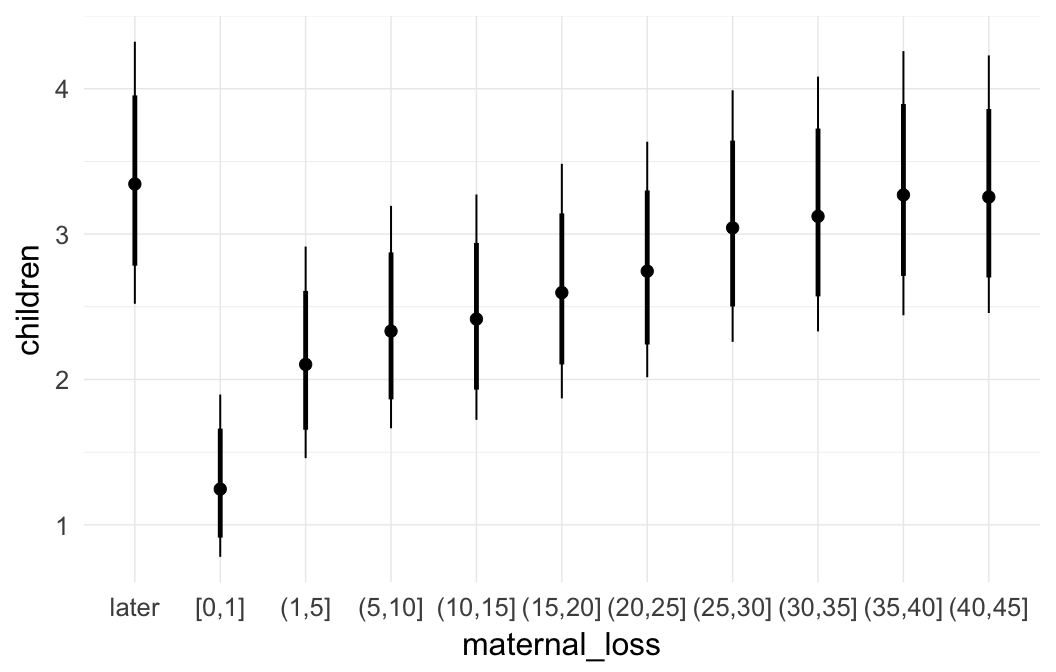 children
4
3
2
1
later [0,1] (1,5] (5,10] (10,15] (15,20] (20,25] (25,30] (30,35] (35,40] (40,45]
maternal_loss